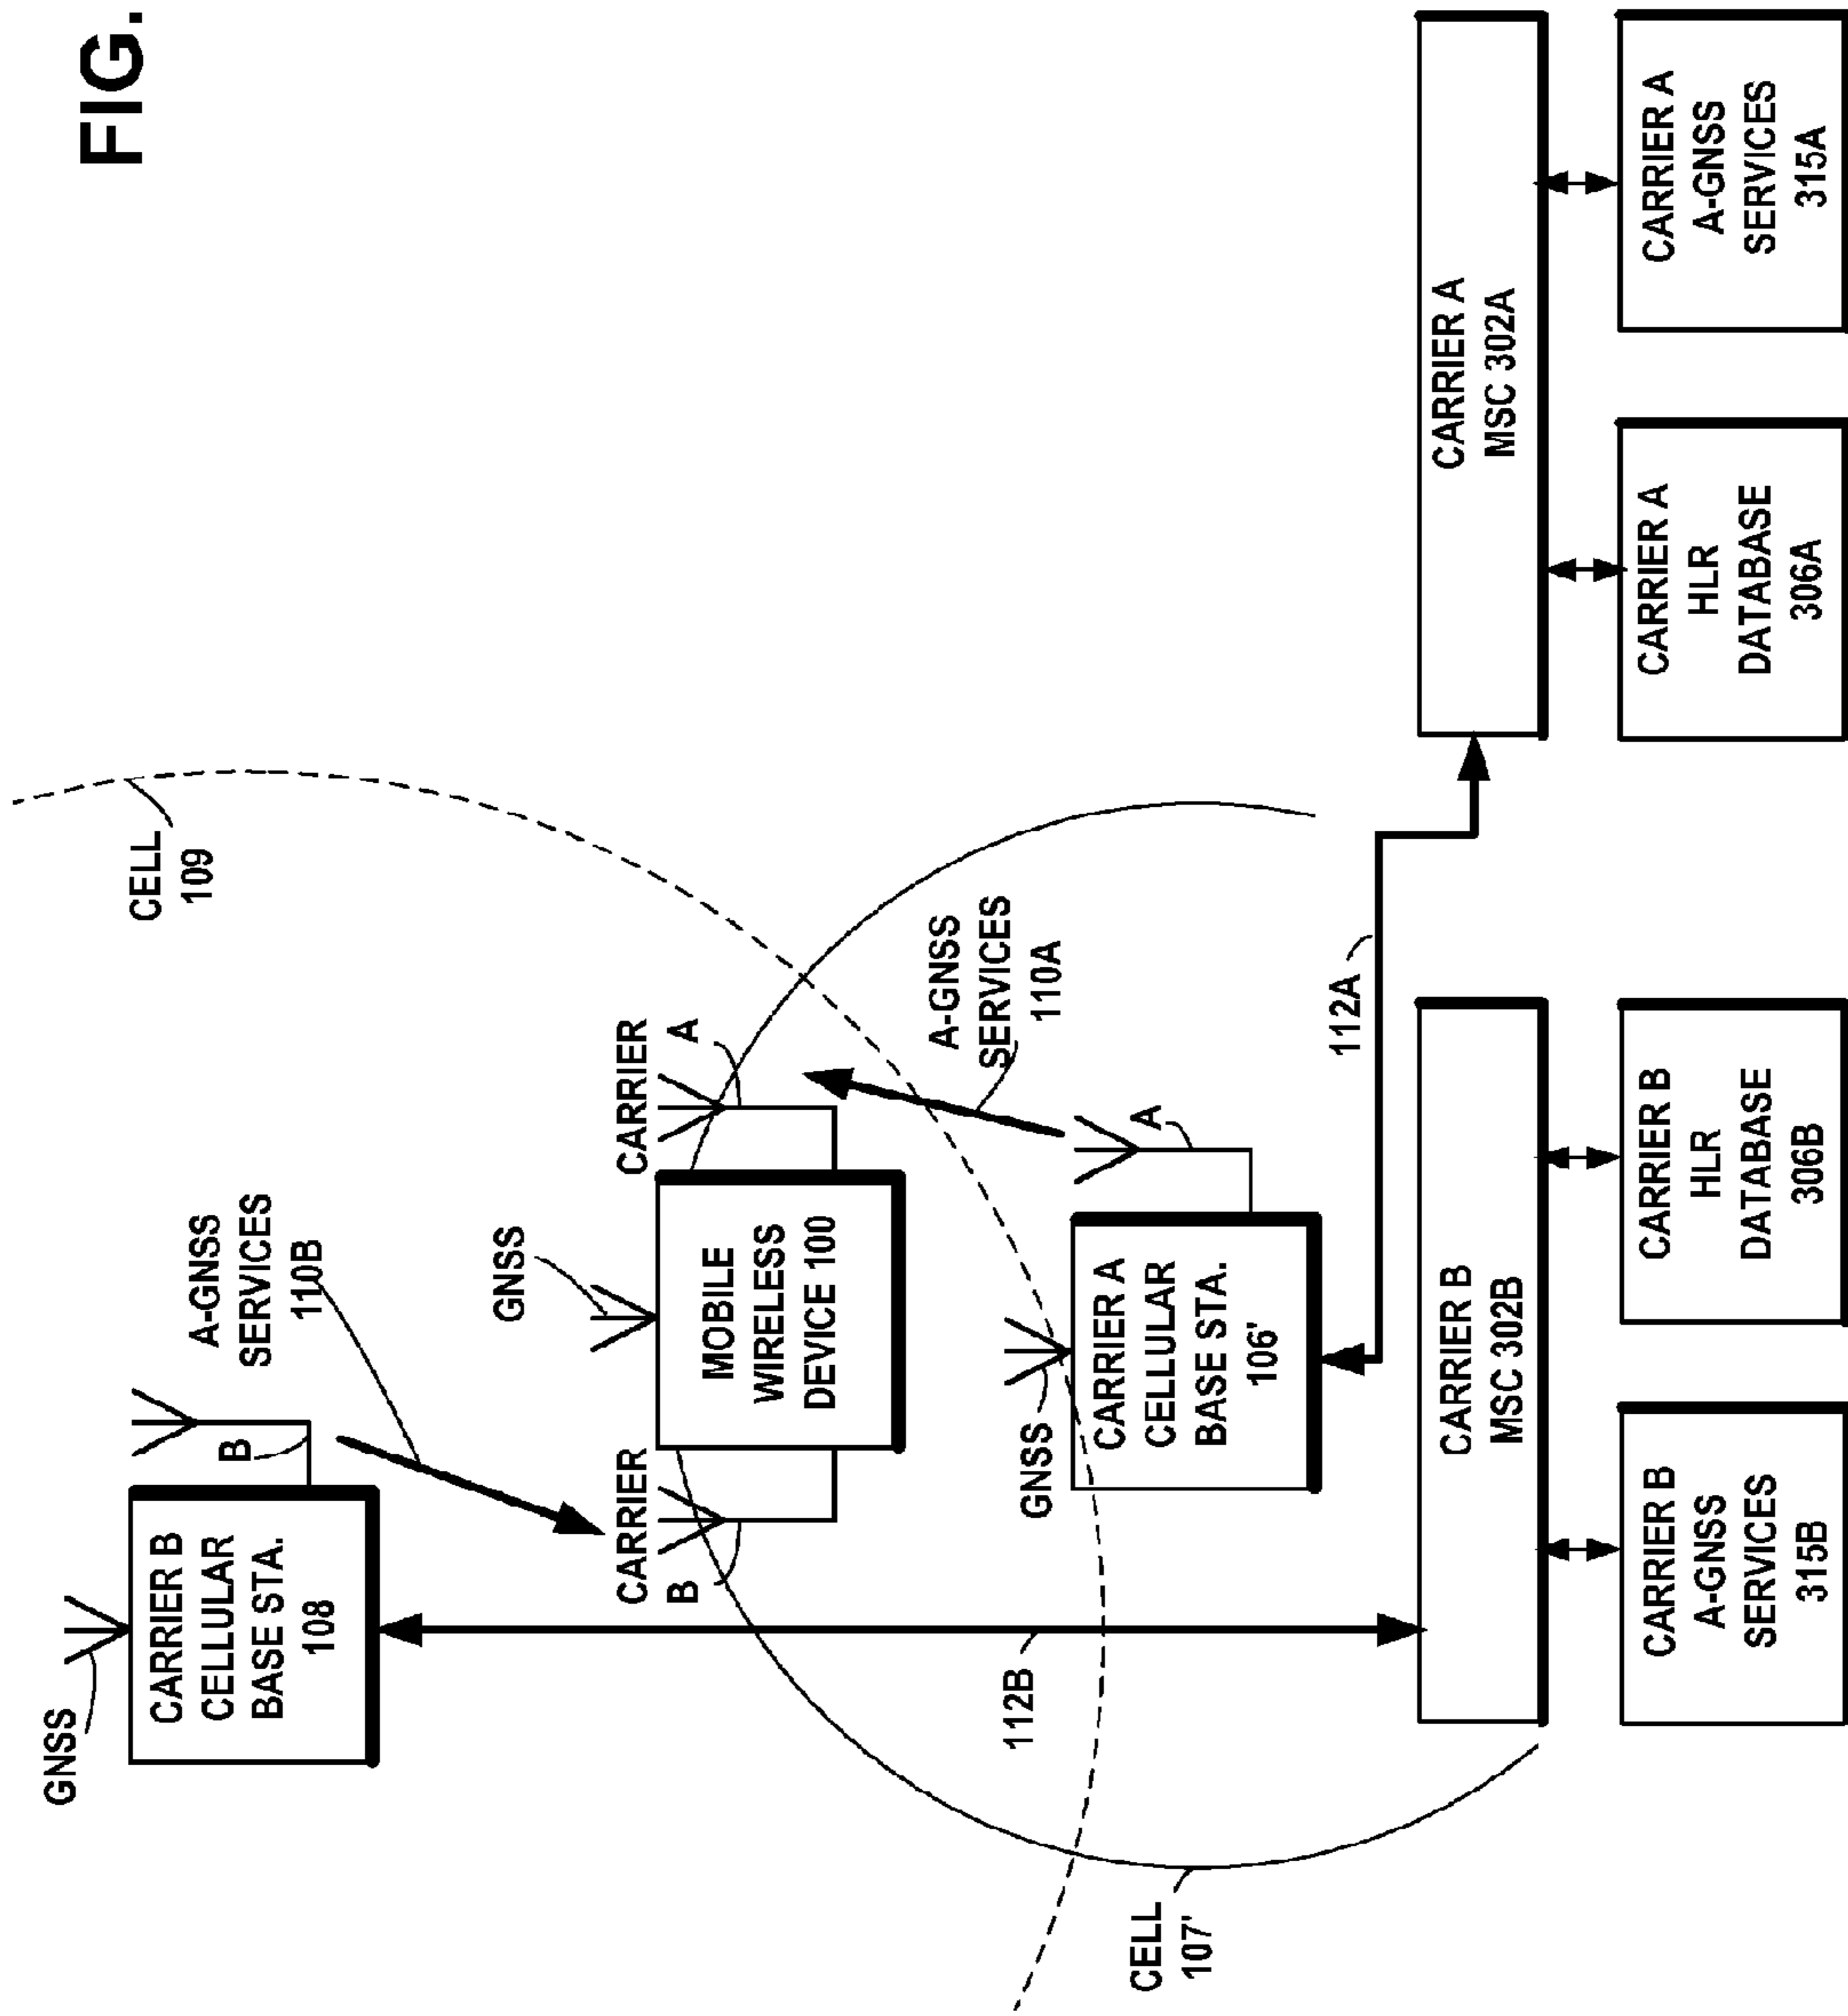 FIG.
GNSS
CARRIER B
CELLULAR
BASE STA.
108
B
A-GNSS
SERVICES
110B
CELL
109
GNSS
CARRIER
B
MOBILE
WIRELESS
DEVICE 100
CARRIER
A
A-GNSS
SERVICES
110A
GNSS
CARRIER A
CELLULAR
BASE STA.
106'
A
CELL
107'
112B
112A
CARRIER B
MSC 302B
CARRIER A
MSC 302A
CARRIER B
A-GNSS
SERVICES
315B
CARRIER B
HLR
DATABASE
306B
CARRIER A
HLR
DATABASE
306A
CARRIER A
A-GNSS
SERVICES
315A